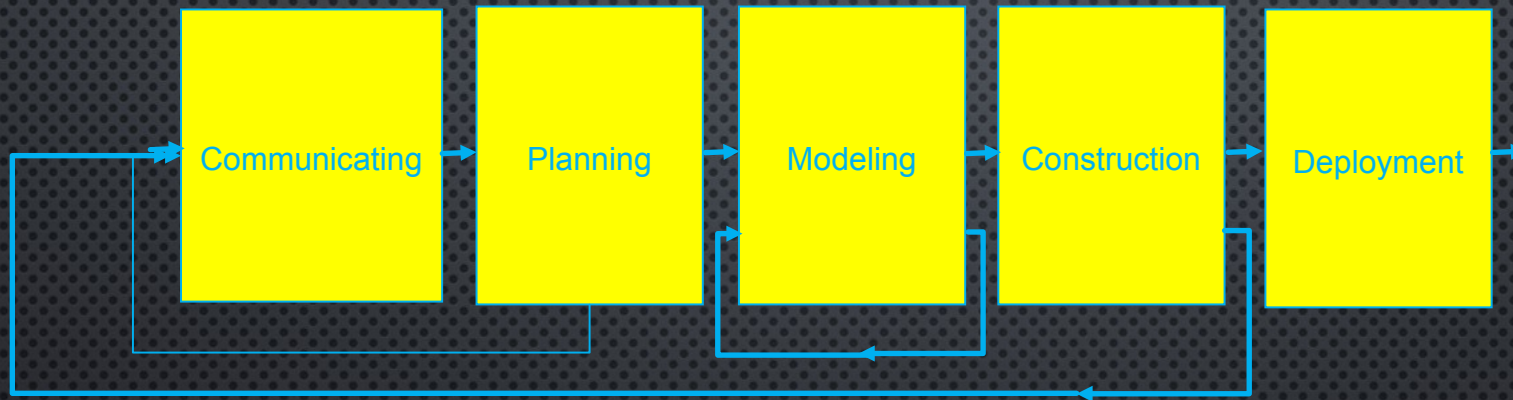 Communicating
Planning
Modeling
Construction
Deployment